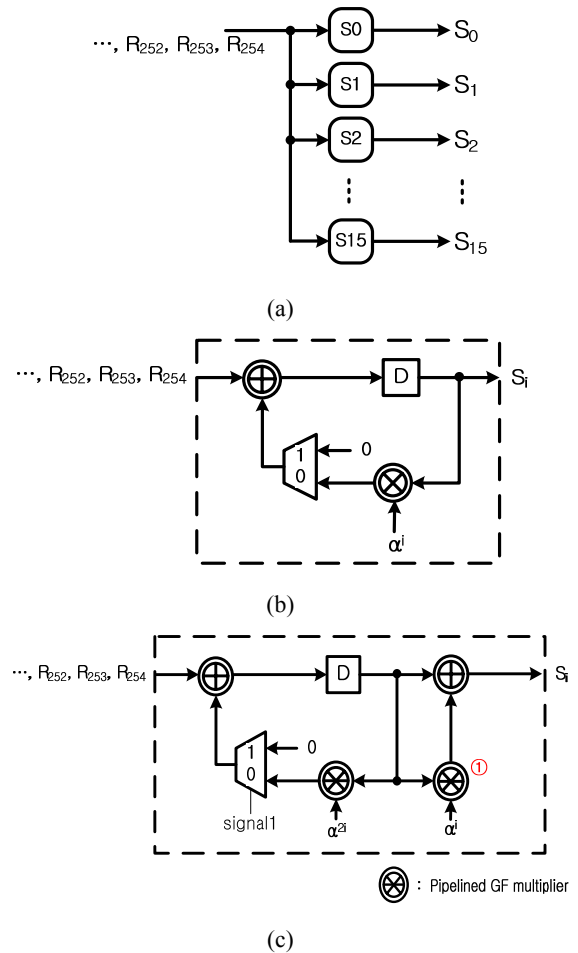 ···, R252, R253, R254
S0 S0
S1 S1
S2 S2
S15 S15
(a)
···, R252, R253, R254
D
Si
1
0
0
αi
(b)
···, R252, R253, R254
D
Si
1
0
0
signal1
α2i
αi
①
: Pipelined GF multiplier
(c)